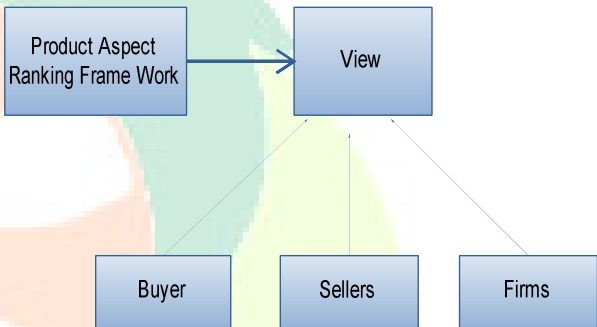 Product Aspect
Ranking Frame Work
View
Buyer
Sellers
Firms